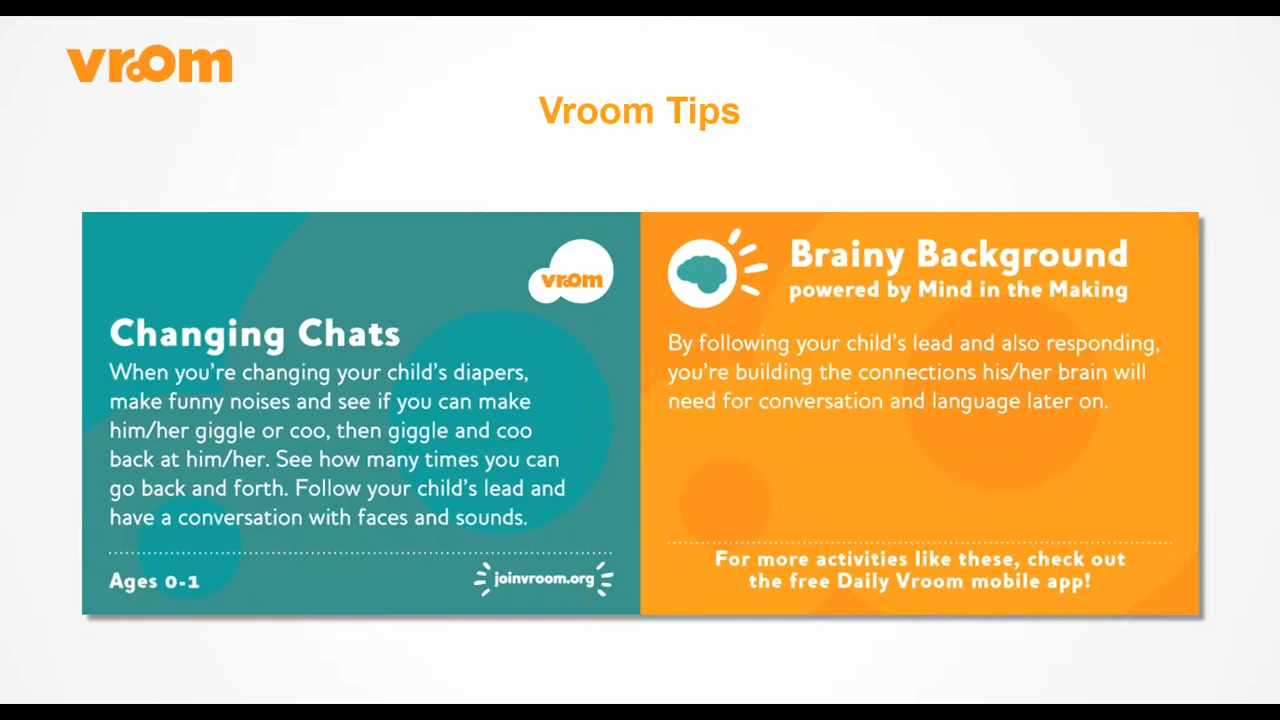 vroom
Vroom Tips
vroom
Changing Chats
When you're changing your child's diapers,
make funny noises and see if you can make
him/her giggle or coo, then giggle and coo
back at him/her. See how many times you can
go back and forth. Follow your child's lead and
have a conversation with faces and sounds.
Ages 0-1
joinvroom.org
Brainy Background
powered by Mind in the Making
By following your child's lead and also responding,
you're building the connections his/her brain will
need for conversation and language later on.
For more activities like these, check out
the free Daily Vroom mobile app!